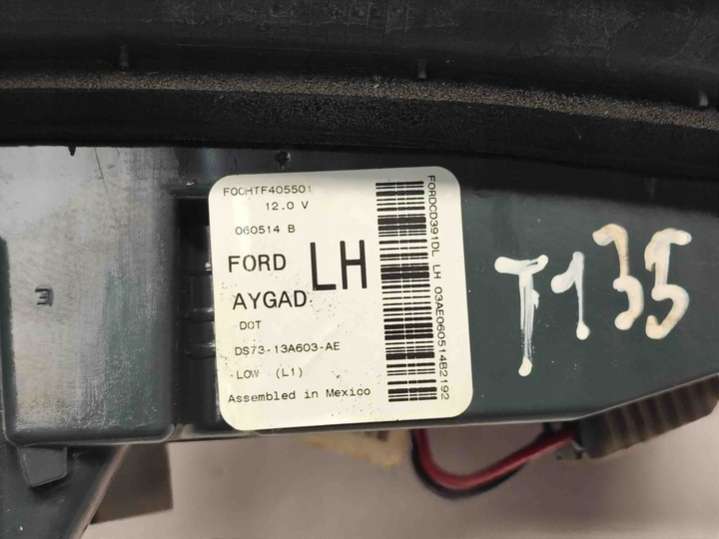 FOOHTF405501
12.0 V
060514 B
FORD LH
AYGAD
DOT
DS73-13A603-AE
LOW (L1)
Assembled in Mexico
FORDCD391DL LH 03AE060514B2192
T135
E